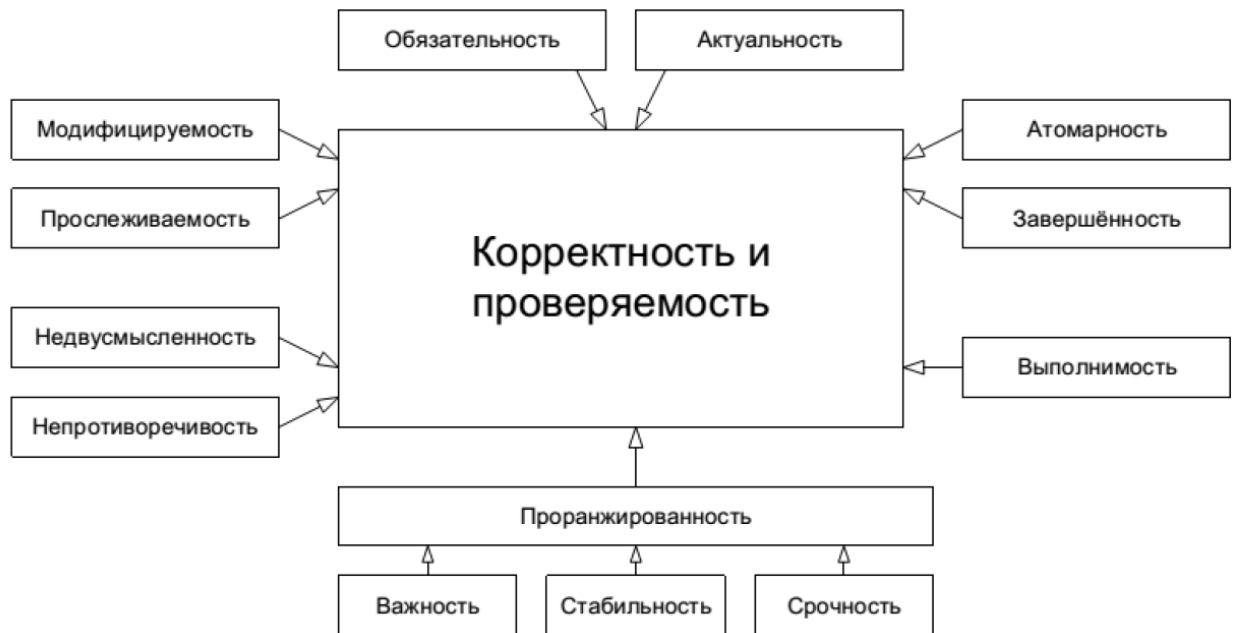 Обязательность
Актуальность
Модифицируемость
Атомарность
Прослеживаемость
Завершённость
Корректность и
проверяемость
Недвусмысленность
Выполнимость
Непротиворечивость
Проранжированность
Важность
Стабильность
Срочность